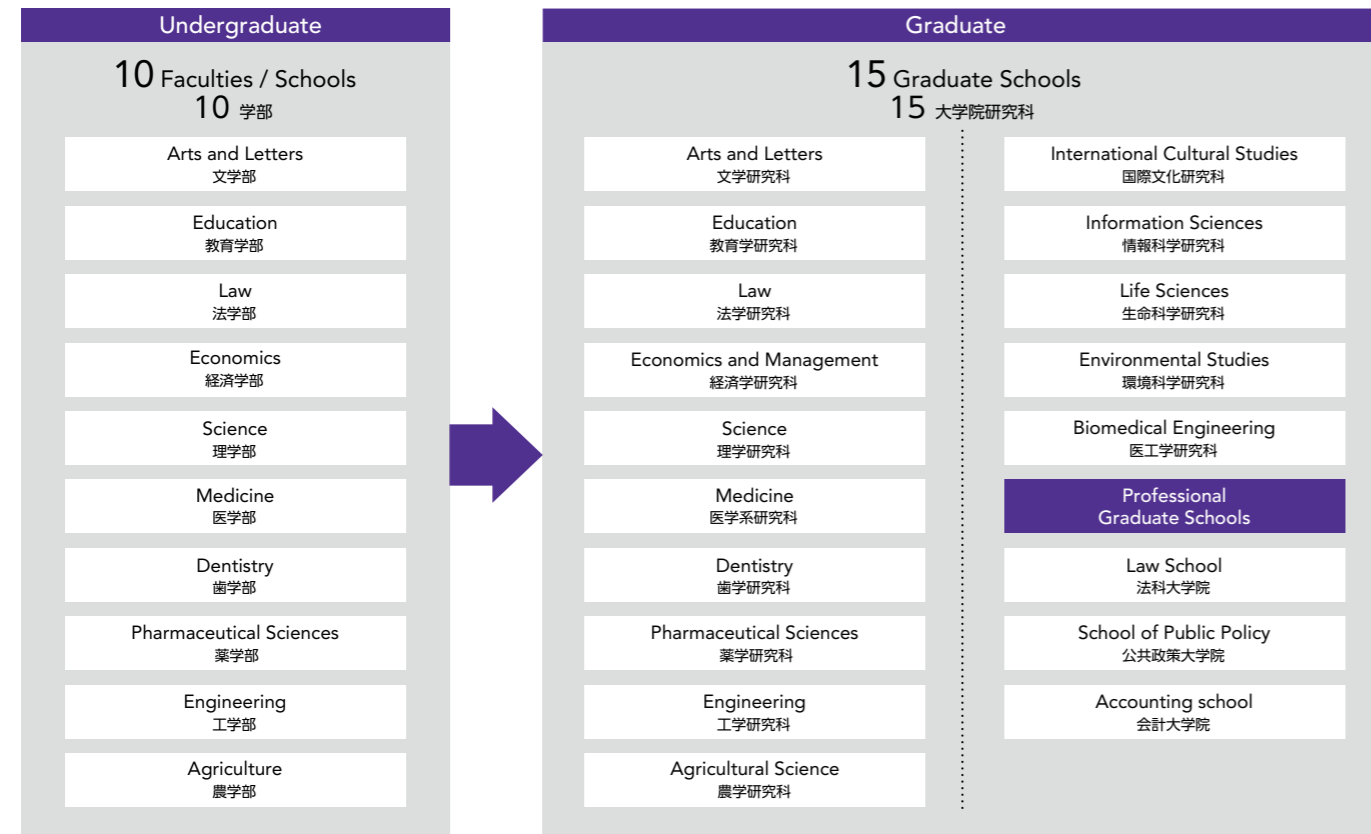 Undergraduate
10 Faculties / Schools
10 学部
Arts and Letters
文学部
Education
教育学部
Law
法学部
Economics
経済学部
Science
理学部
Medicine
医学部
Dentistry
歯学部
Pharmaceutical Sciences
薬学部
Engineering
工学部
Agriculture
農学部
Graduate
15 Graduate Schools
15 大学院研究科
Arts and Letters
文学研究科
Education
教育学研究科
Law
法学研究科
Economics and Management
経済学研究科
Science
理学研究科
Medicine
医学系研究科
Dentistry
歯学研究科
Pharmaceutical Sciences
薬学研究科
Engineering
工学研究科
Agricultural Science
農学研究科
International Cultural Studies
国際文化研究科
Information Sciences
情報科学研究科
Life Sciences
生命科学研究科
Environmental Studies
環境科学研究科
Biomedical Engineering
医工学研究科
Professional
Graduate Schools
Law School
法科大学院
School of Public Policy
公共政策大学院
Accounting school
会計大学院